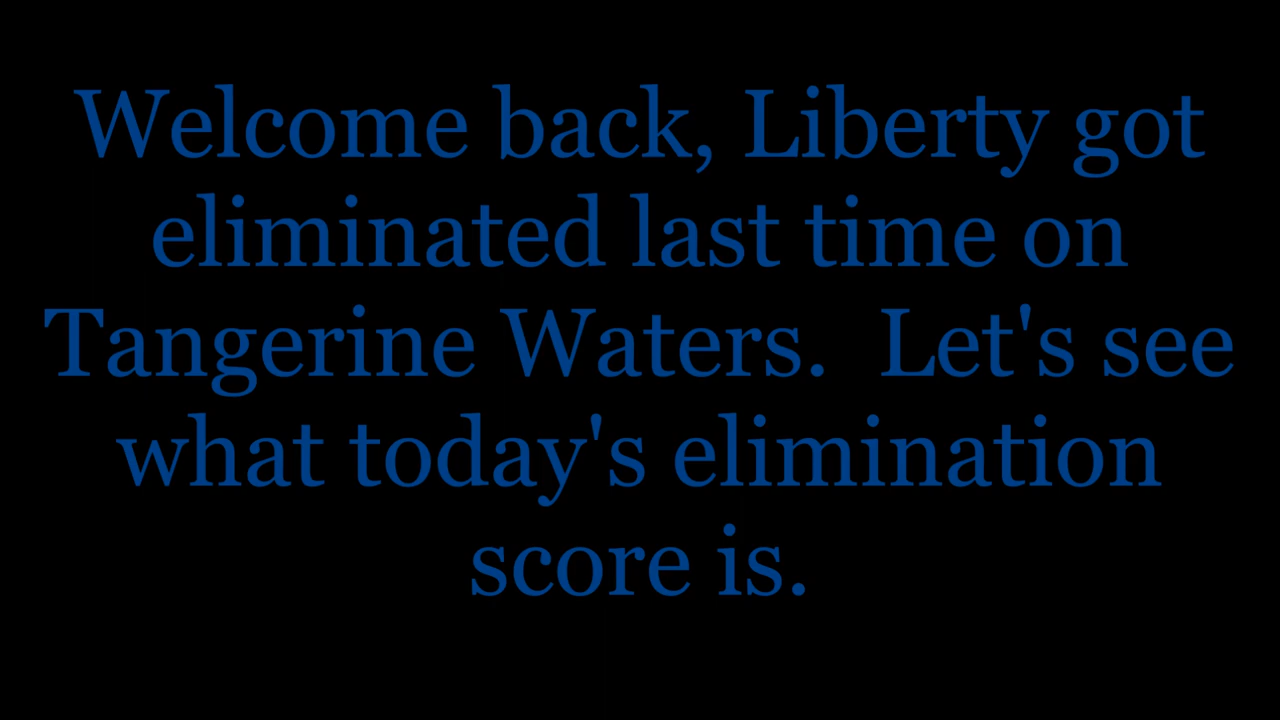 Welcome back, Liberty got
eliminated last time on
Tangerine Waters.  Let's see
what today's elimination
score is.